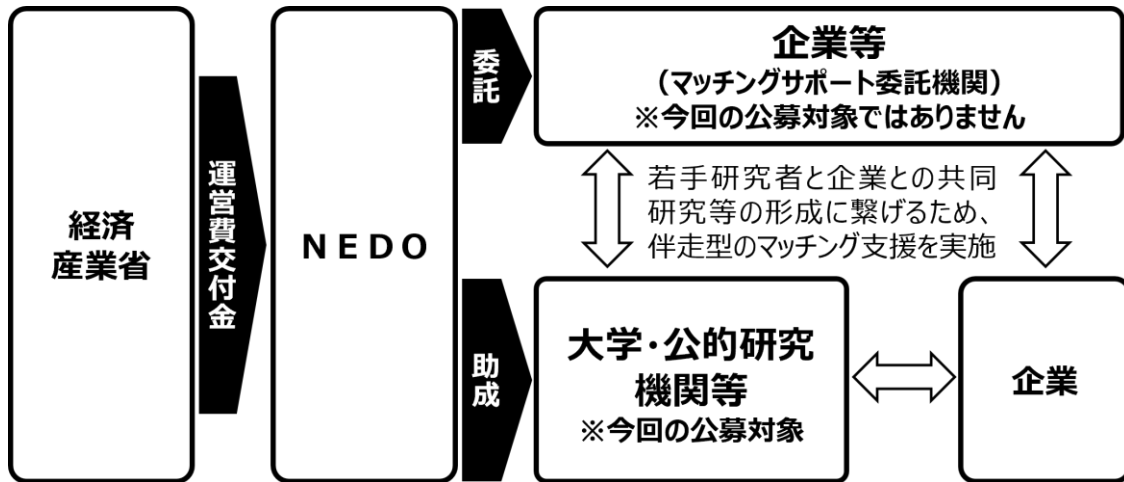 経済
産業省
運営費交付金
ＮＥＤＯ
委託
企業等
（マッチングサポート委託機関）
※今回の公募対象ではありません
若手研究者と企業との共同
研究等の形成に繋げるため、
伴走型のマッチング支援を実施
助成
大学・公的研究
機関等
※今回の公募対象
企業